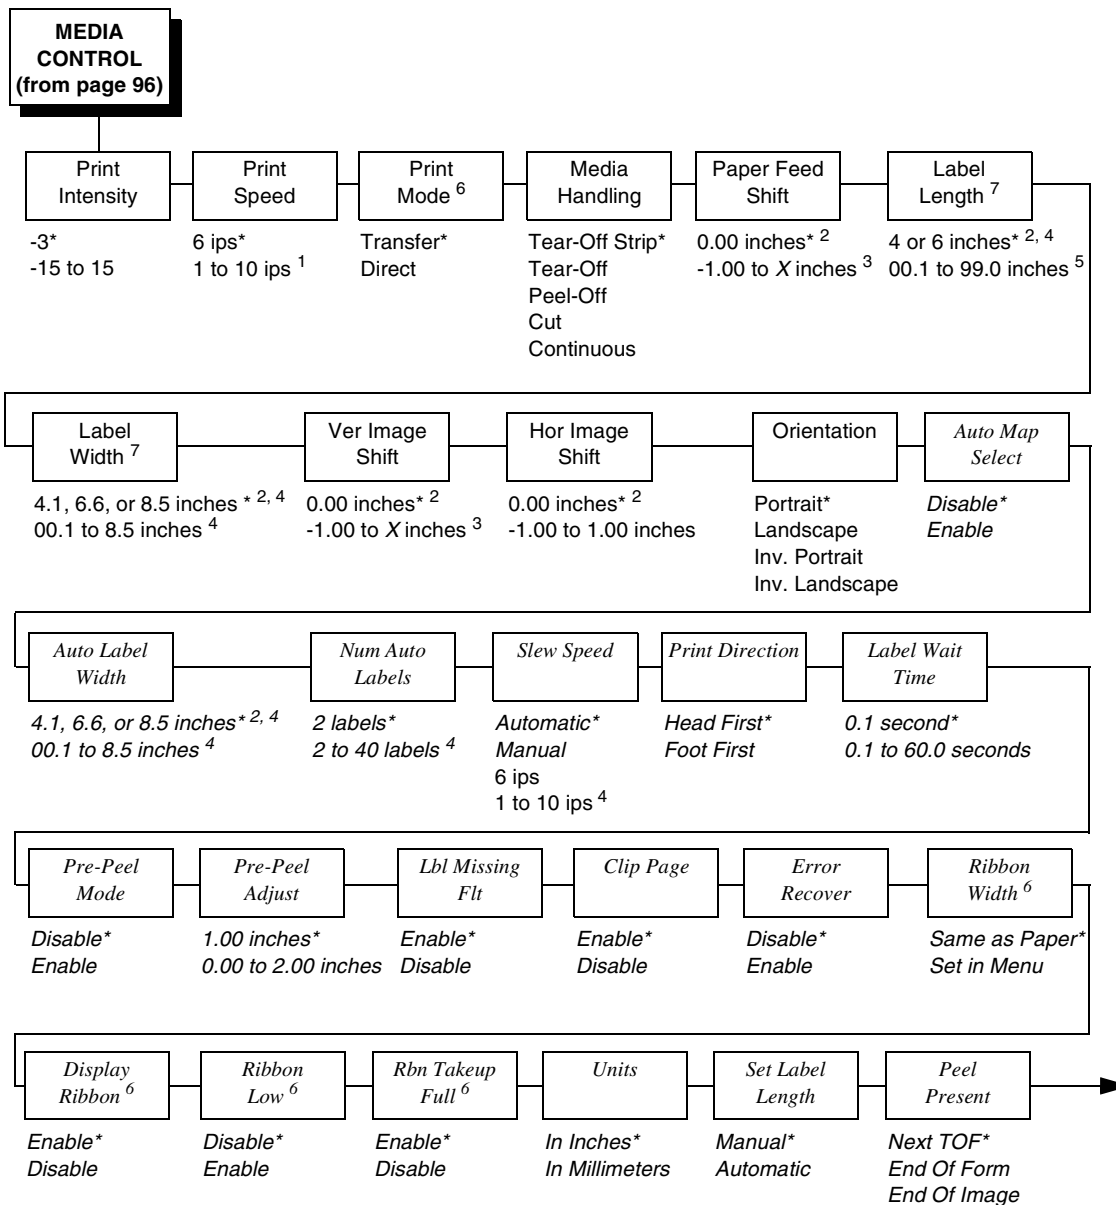 MEDIA
CONTROL
(from page 96)
Print
Intensity
-3*
-15 to 15
Print
Speed
6 ips*
1 to 10 ips 1
Print
Mode 6
Transfer*
Direct
Media
Handling
Tear-Off Strip*
Tear-Off
Peel-Off
Cut
Continuous
Paper Feed
Shift
0.00 inches* 2
-1.00 to X inches 3
Label
Length 7
4 or 6 inches* 2, 4
00.1 to 99.0 inches 5
Label
Width 7
4.1, 6.6, or 8.5 inches * 2, 4
00.1 to 8.5 inches 4
Ver Image
Shift
0.00 inches* 2
-1.00 to X inches 3
Hor Image
Shift
0.00 inches* 2
-1.00 to 1.00 inches
Orientation
Portrait*
Landscape
Inv. Portrait
Inv. Landscape
Auto Map
Select
Disable*
Enable
Auto Label
Width
4.1, 6.6, or 8.5 inches* 2, 4
00.1 to 8.5 inches 4
Num Auto
Labels
2 labels*
2 to 40 labels 4
Slew Speed
Automatic*
Manual
6 ips
1 to 10 ips 4
Print Direction
Head First*
Foot First
Label Wait
Time
0.1 second*
0.1 to 60.0 seconds
Pre-Peel
Mode
Disable*
Enable
Pre-Peel
Adjust
1.00 inches*
0.00 to 2.00 inches
Lbl Missing
Flt
Enable*
Disable
Clip Page
Enable*
Disable
Error
Recover
Disable*
Enable
Ribbon
Width 6
Same as Paper*
Set in Menu
Display
Ribbon 6
Enable*
Disable
Ribbon
Low 6
Disable*
Enable
Rbn Takeup
Full 6
Enable*
Disable
Units
In Inches*
In Millimeters
Set Label
Length
Manual*
Automatic
Peel
Present
Next TOF*
End Of Form
End Of Image